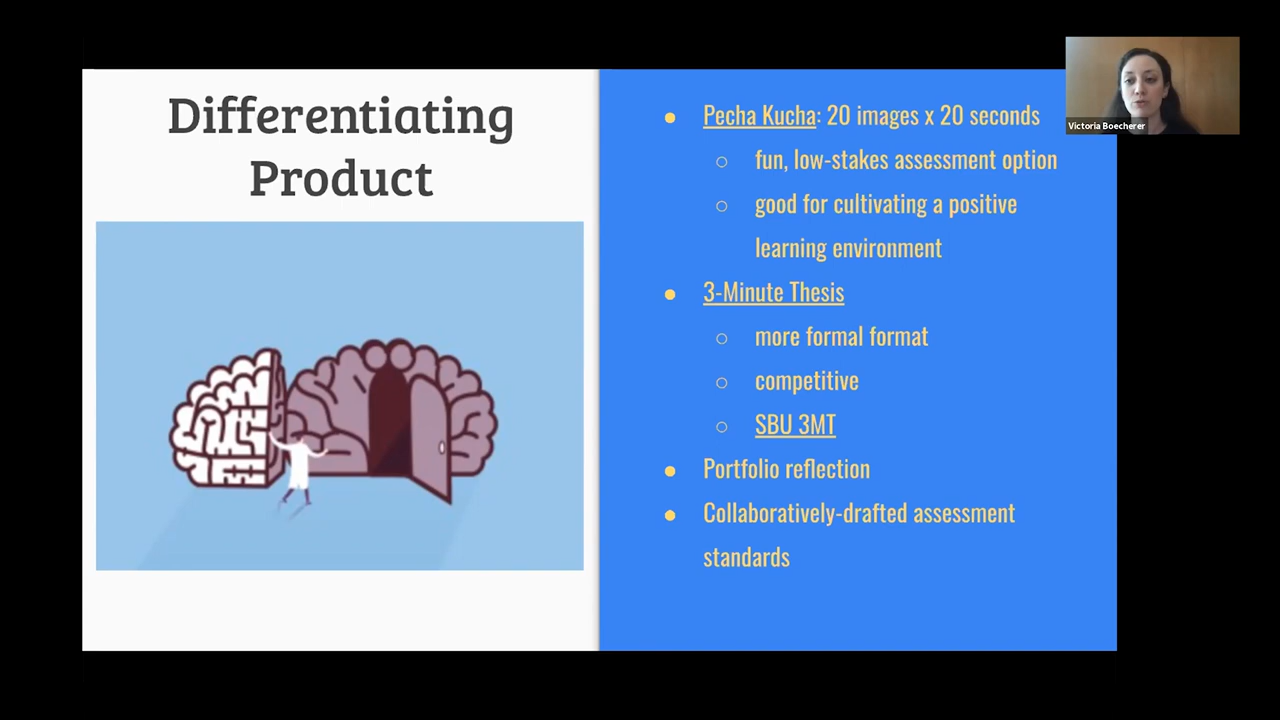 Differentiating
Product
Pecha Kucha: 20 images x 20 seconds
fun, low-stakes assessment option
good for cultivating a positive
learning environment
3-Minute Thesis
more formal format
competitive
SBU 3MT
Portfolio reflection
Collaboratively-drafted assessment
standards
Victoria Boecherer